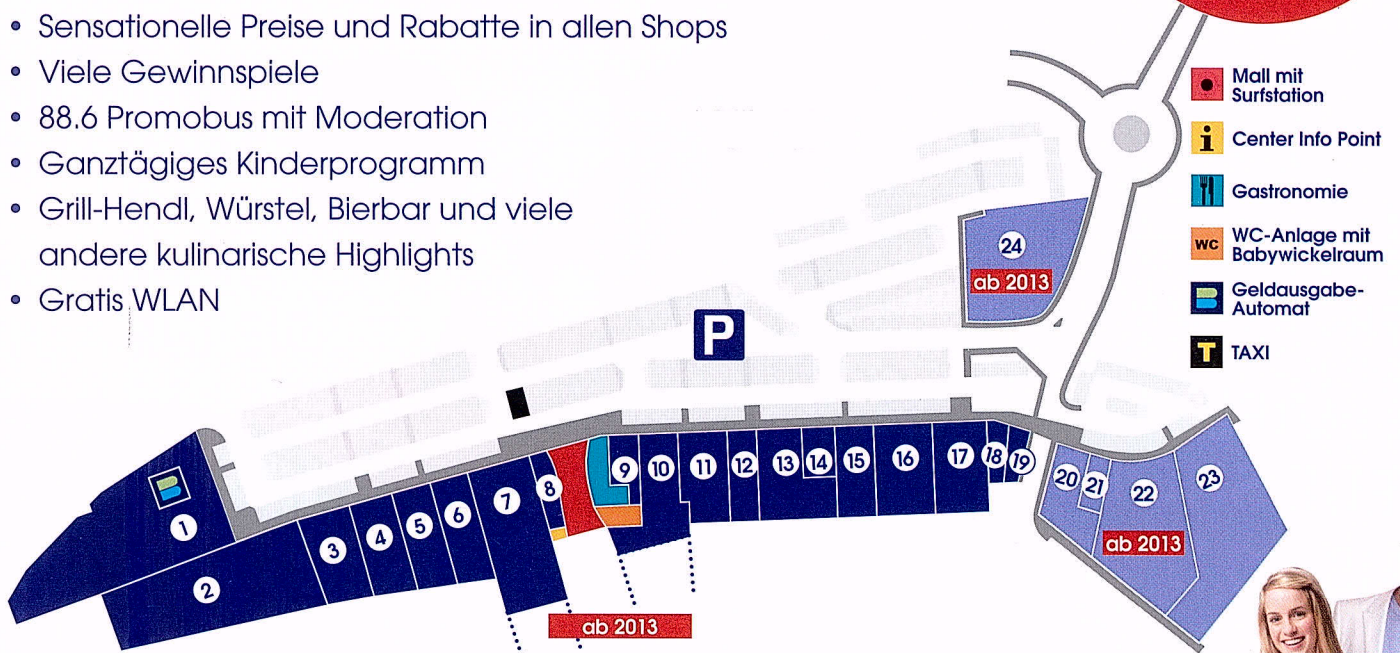 • Sensationelle Preise und Rabatte in allen Shops
• Viele Gewinnspiele
• 88.6 Promobus mit Moderation
• Ganztägiges Kinderprogramm
• Grill-Hendl, Würstel, Bierbar und viele
andere kulinarische Highlights
• Gratis WLAN
Mall mit
Surfstation
i
Center Info Point
Gastronomie
WC
WC-Anlage mit
Babywickelraum
Geldausgabe-
Automat
T
TAXI
24
ab 2013
P
1
2
3
4
5
6
7
8
9
10
11
12
13
14
15
16
17
18
19
20
21
22
23
ab 2013
ab 2013